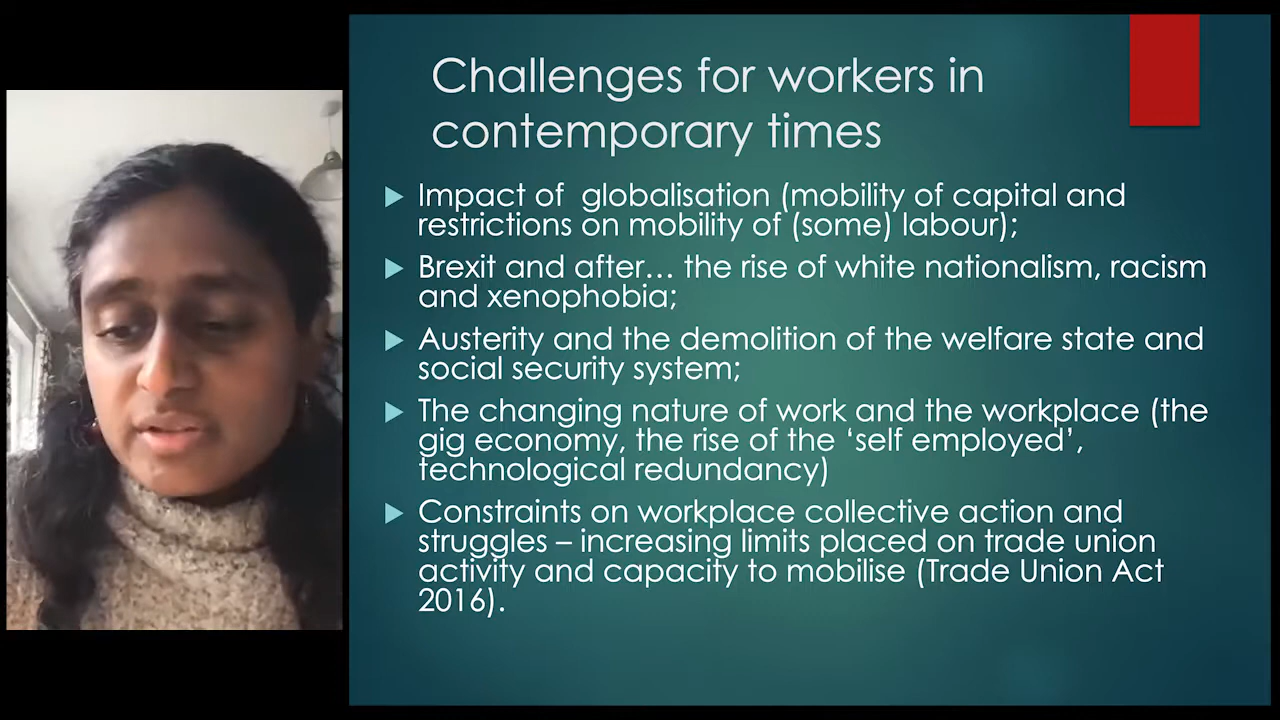 Challenges for workers in
contemporary times
Impact of  globalisation (mobility of capital and
restrictions on mobility of (some) labour);
Brexit and after… the rise of white nationalism, racism
and xenophobia;
Austerity and the demolition of the welfare state and
social security system;
The changing nature of work and the workplace (the
gig economy, the rise of the ‘self employed’,
technological redundancy)
Constraints on workplace collective action and
struggles – increasing limits placed on trade union
activity and capacity to mobilise (Trade Union Act
2016).